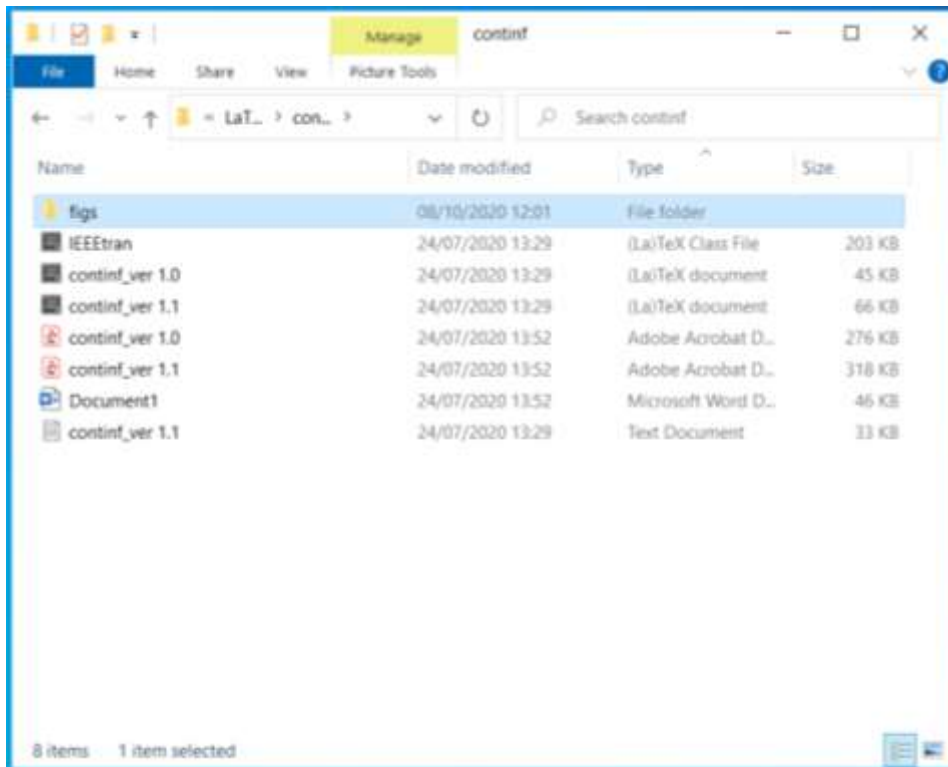 Manage continf
File Home Share View Picture Tools
« LaT... > con... > Search continf
Name Date modified Type Size
figs 08/10/2020 12:01 File folder
IEEEtran 24/07/2020 13:29 (La)TeX Class File 203 KB
continf_ver 1.0 24/07/2020 13:29 (La)TeX document 45 KB
continf_ver 1.1 24/07/2020 13:29 (La)TeX document 66 KB
continf_ver 1.0 24/07/2020 13:52 Adobe Acrobat D... 276 KB
continf_ver 1.1 24/07/2020 13:52 Adobe Acrobat D... 318 KB
Document1 24/07/2020 13:52 Microsoft Word D... 46 KB
continf_ver 1.1 24/07/2020 13:29 Text Document 33 KB
8 items 1 item selected